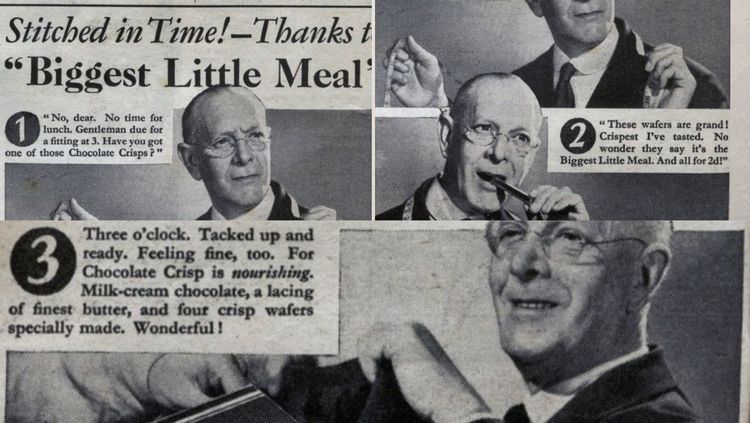 Stitched in Time!—Thanks t
“Biggest Little Meal’
1 “No, dear. No time for
lunch. Gentleman due for
a fitting at 3. Have you got
one of those Chocolate Crisps?”
2 “These wafers are grand!
Crispest I've tasted. No
wonder they say it's the
Biggest Little Meal. And all for 2d!”
3 Three o'clock. Tacked up and
ready. Feeling fine, too. For
Chocolate Crisp is nourishing.
Milk-cream chocolate, a lacing
of finest butter, and four crisp wafers
specially made. Wonderful!